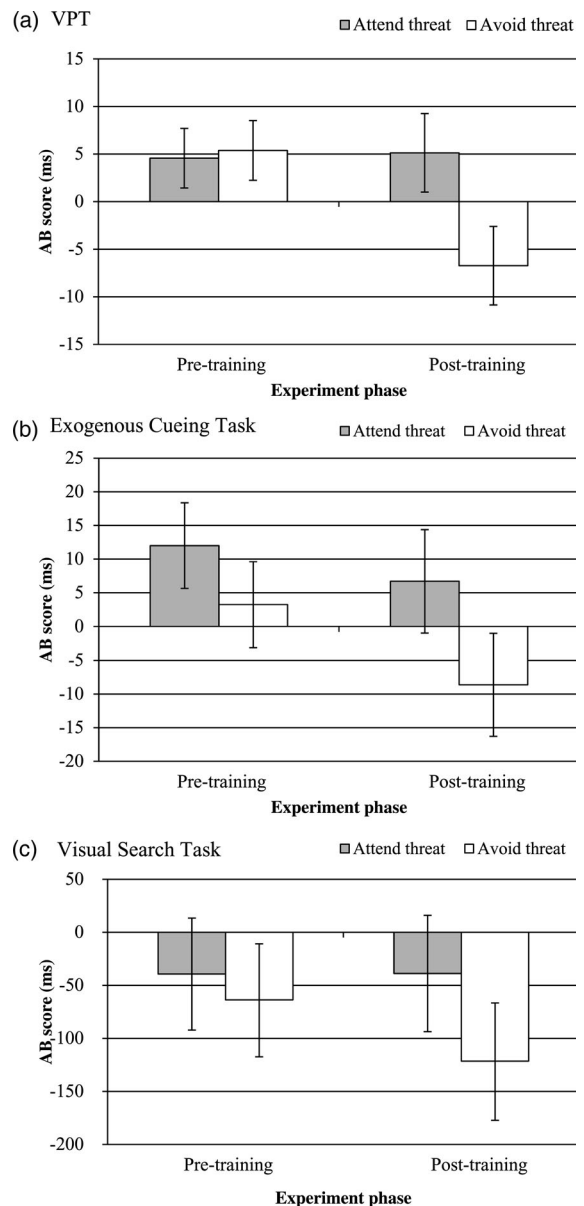 (a) VPT
Attend threat Avoid threat
15
10
5
0
-5
-10
-15
AB score (ms)
Pre-training Post-training
Experiment phase
(b) Exogenous Cueing Task
Attend threat Avoid threat
25
20
15
10
5
0
-5
-10
-15
-20
AB score (ms)
Pre-training Post-training
Experiment phase
(c) Visual Search Task
Attend threat Avoid threat
50
0
-50
-100
-150
-200
AB score (ms)
Pre-training Post-training
Experiment phase